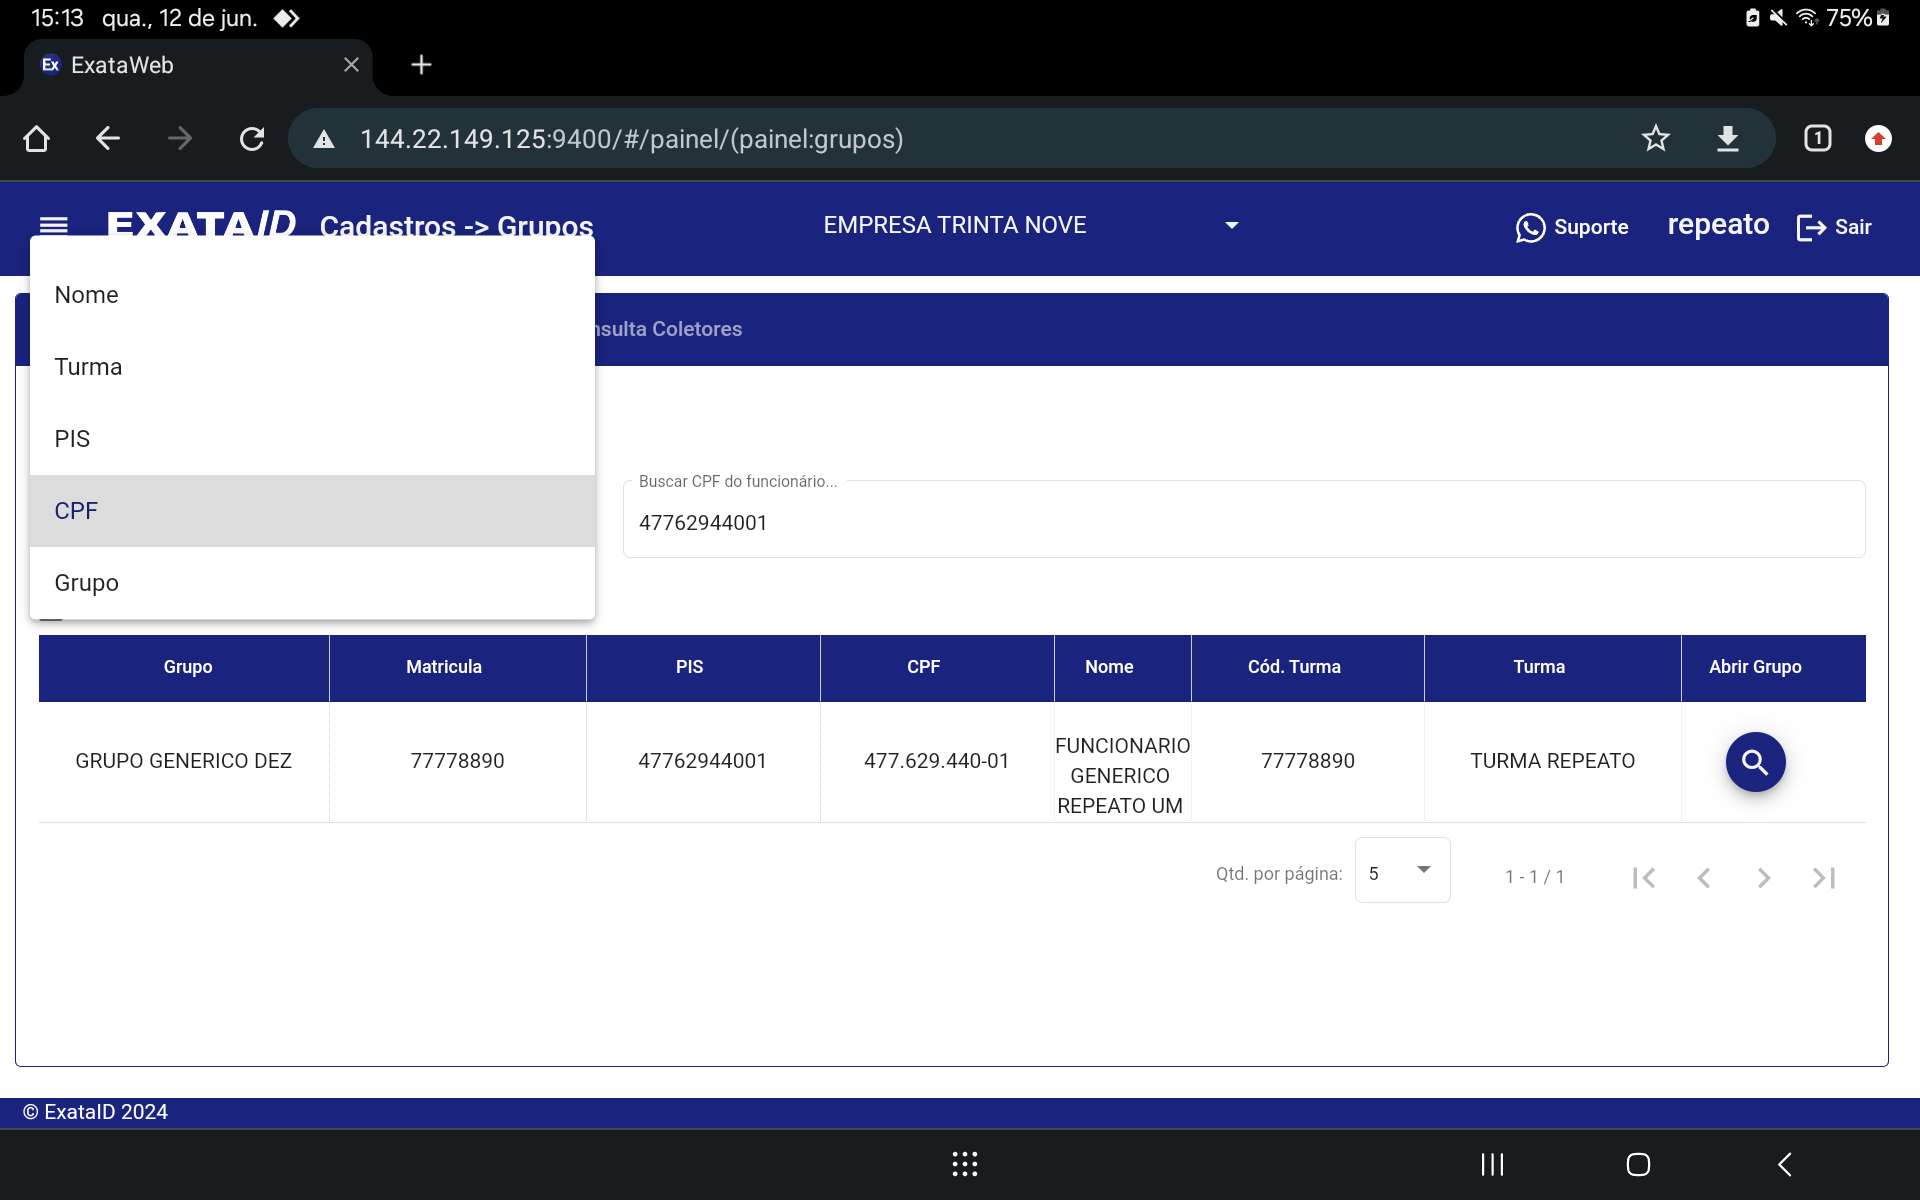 15:13 qua., 12 de jun. 75%
Ex ExataWeb
144.22.149.125:9400/#/painel/(painel:grupos) 1
EXATAID Cadastros -> Grupos EMPRESA TRINTA NOVE Suporte repeato Sair
Nome
nsulta Coletores
Turma
PIS
Buscar CPF do funcionário...
CPF
47762944001
Grupo
Grupo Matricula PIS CPF Nome Cód. Turma Turma Abrir Grupo
GRUPO GENERICO DEZ 77778890 47762944001 477.629.440-01 FUNCIONARIO GENERICO REPEATO UM 77778890 TURMA REPEATO
Qtd. por página: 5 1 - 1 / 1
© ExataID 2024